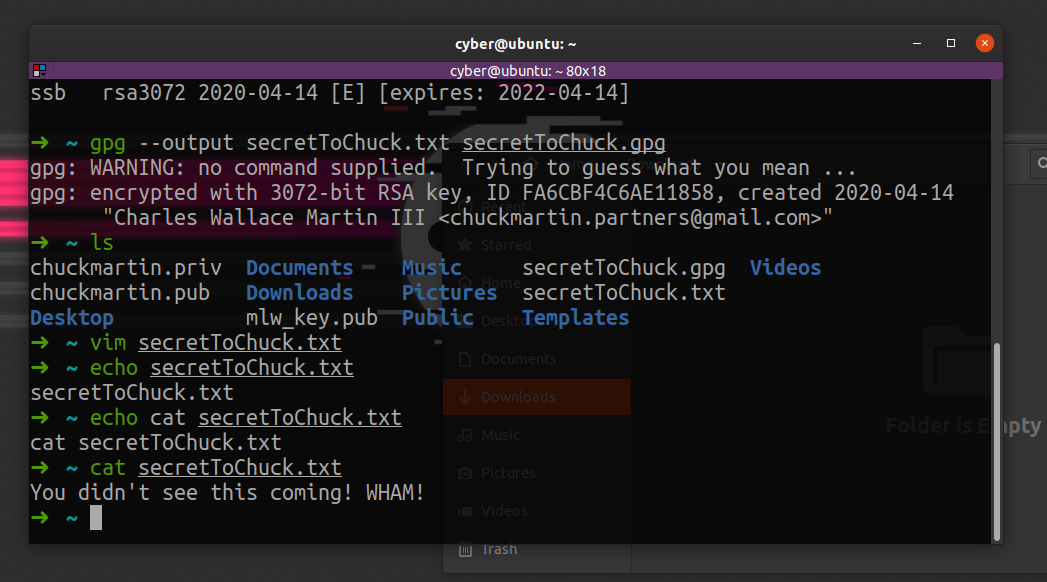 cyber@ubuntu: ~
cyber@ubuntu: ~ 80x18
ssb   rsa3072 2020-04-14 [E] [expires: 2022-04-14]
➜  ~ gpg --output secretToChuck.txt secretToChuck.gpg
gpg: WARNING: no command supplied.  Trying to guess what you mean ...
gpg: encrypted with 3072-bit RSA key, ID FA6CBF4C6AE11858, created 2020-04-14
      "Charles Wallace Martin III <chuckmartin.partners@gmail.com>"
➜  ~ ls
chuckmartin.priv  Documents    Music     secretToChuck.gpg  Videos
chuckmartin.pub   Downloads    Pictures  secretToChuck.txt
Desktop           mlw_key.pub  Public    Templates
➜  ~ vim secretToChuck.txt
➜  ~ echo secretToChuck.txt
secretToChuck.txt
➜  ~ echo cat secretToChuck.txt
cat secretToChuck.txt
➜  ~ cat secretToChuck.txt
You didn't see this coming! WHAM!
➜  ~
Home
Recent
Starred
Home
Desktop
Documents
Downloads
Music
Pictures
Videos
Trash
Folder is Empty